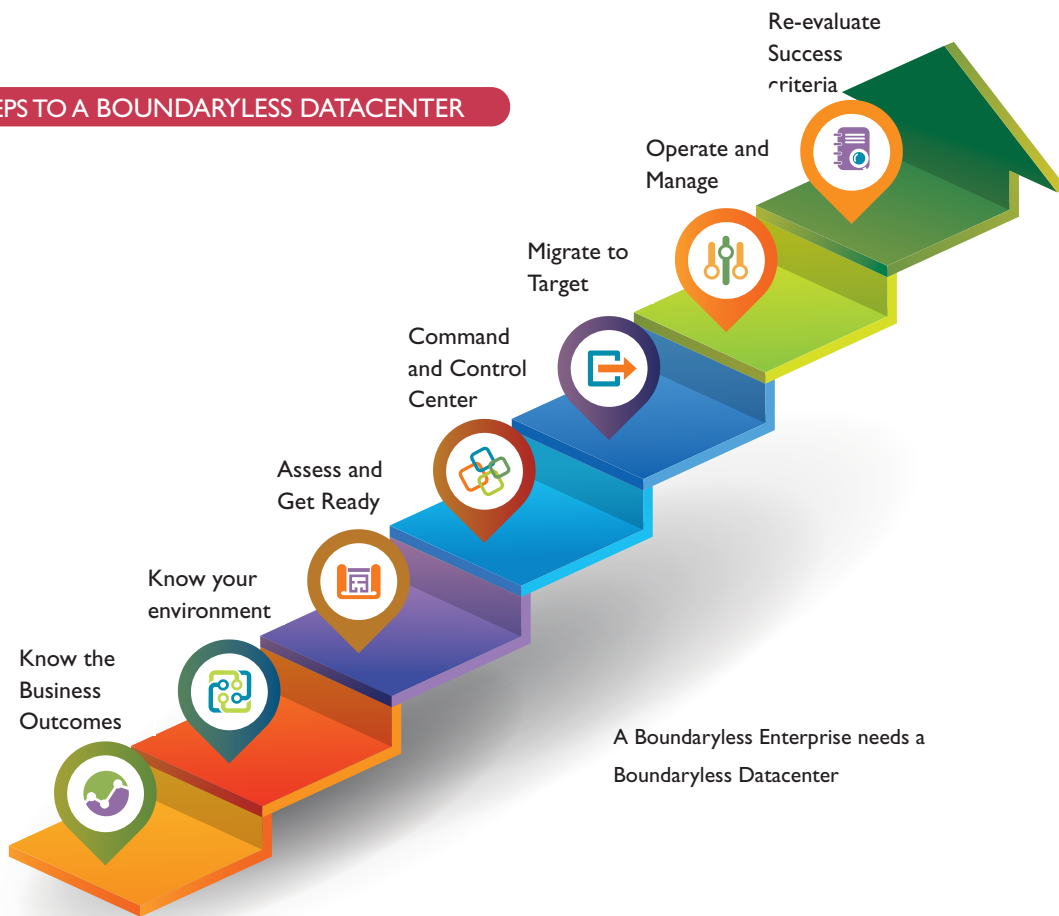 EPS TO A BOUNDARYLESS DATACENTER
Re-evaluate
Success
criteria
Operate and
Manage
Migrate to
Target
Command
and Control
Center
Assess and
Get Ready
Know your
environment
Know the
Business
Outcomes
A Boundaryless Enterprise needs a
Boundaryless Datacenter